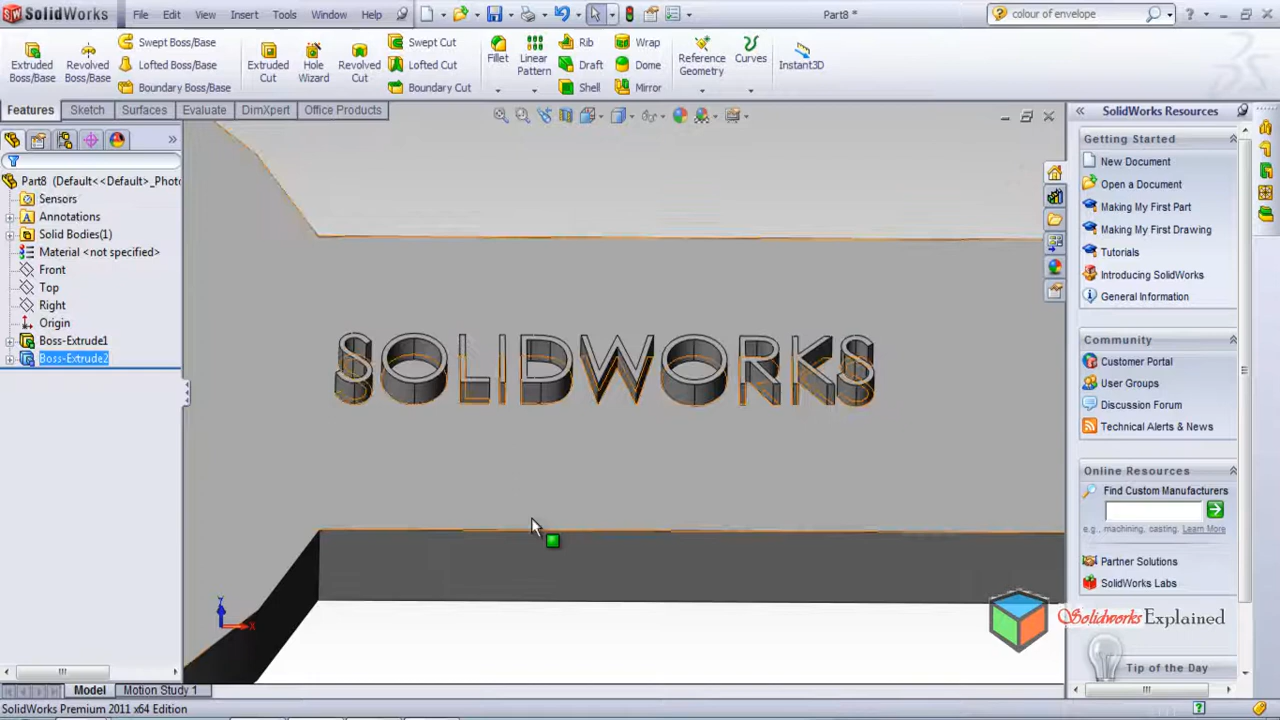 SolidWorks File Edit View Insert Tools Window Help Part8 * colour of envelope
Extruded Boss/Base
Revolved Boss/Base
Swept Boss/Base
Lofted Boss/Base
Boundary Boss/Base
Extruded Cut
Hole Wizard
Revolved Cut
Swept Cut
Lofted Cut
Boundary Cut
Fillet
Linear Pattern
Rib
Draft
Shell
Wrap
Dome
Mirror
Reference Geometry
Curves
Instant3D
Features Sketch Surfaces Evaluate DimXpert Office Products
Part8 (Default<<Default>_Photo
Sensors
Annotations
Solid Bodies(1)
Material <not specified>
Front
Top
Right
Origin
Boss-Extrude1
Boss-Extrude2
SOLIDWORKS
Y
X
SolidWorks Resources
Getting Started
New Document
Open a Document
Making My First Part
Making My First Drawing
Tutorials
Introducing SolidWorks
General Information
Community
Customer Portal
User Groups
Discussion Forum
Technical Alerts & News
Online Resources
Find Custom Manufacturers
e.g., machining, casting. Learn More
Partner Solutions
SolidWorks Labs
Solidworks Explained
Tip of the Day
Model Motion Study 1
SolidWorks Premium 2011 x64 Edition